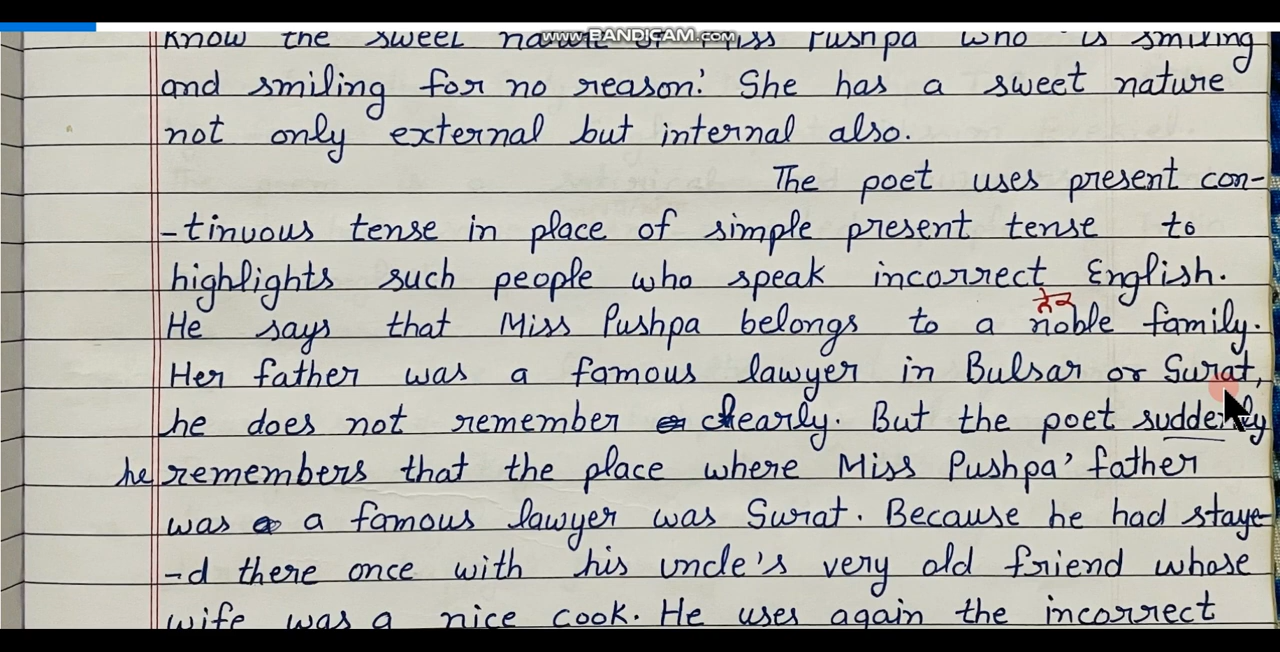 www.BANDICAM.com
know the sweet nature of Miss Pushpa who is smiling
and smiling for no reason. She has a sweet nature
not only external but internal also.
The poet uses present con-
-tinuous tense in place of simple present tense to
highlights such people who speak incorrect English.
He says that Miss Pushpa belongs to a noble family.
Her father was a famous lawyer in Bulsar or Surat,
he does not remember clearly. But the poet suddenly
he remembers that the place where Miss Pushpa' father
was a famous lawyer was Surat. Because he had staye
-d there once with his uncle's very old friend whose
wife was a nice cook. He uses again the incorrect